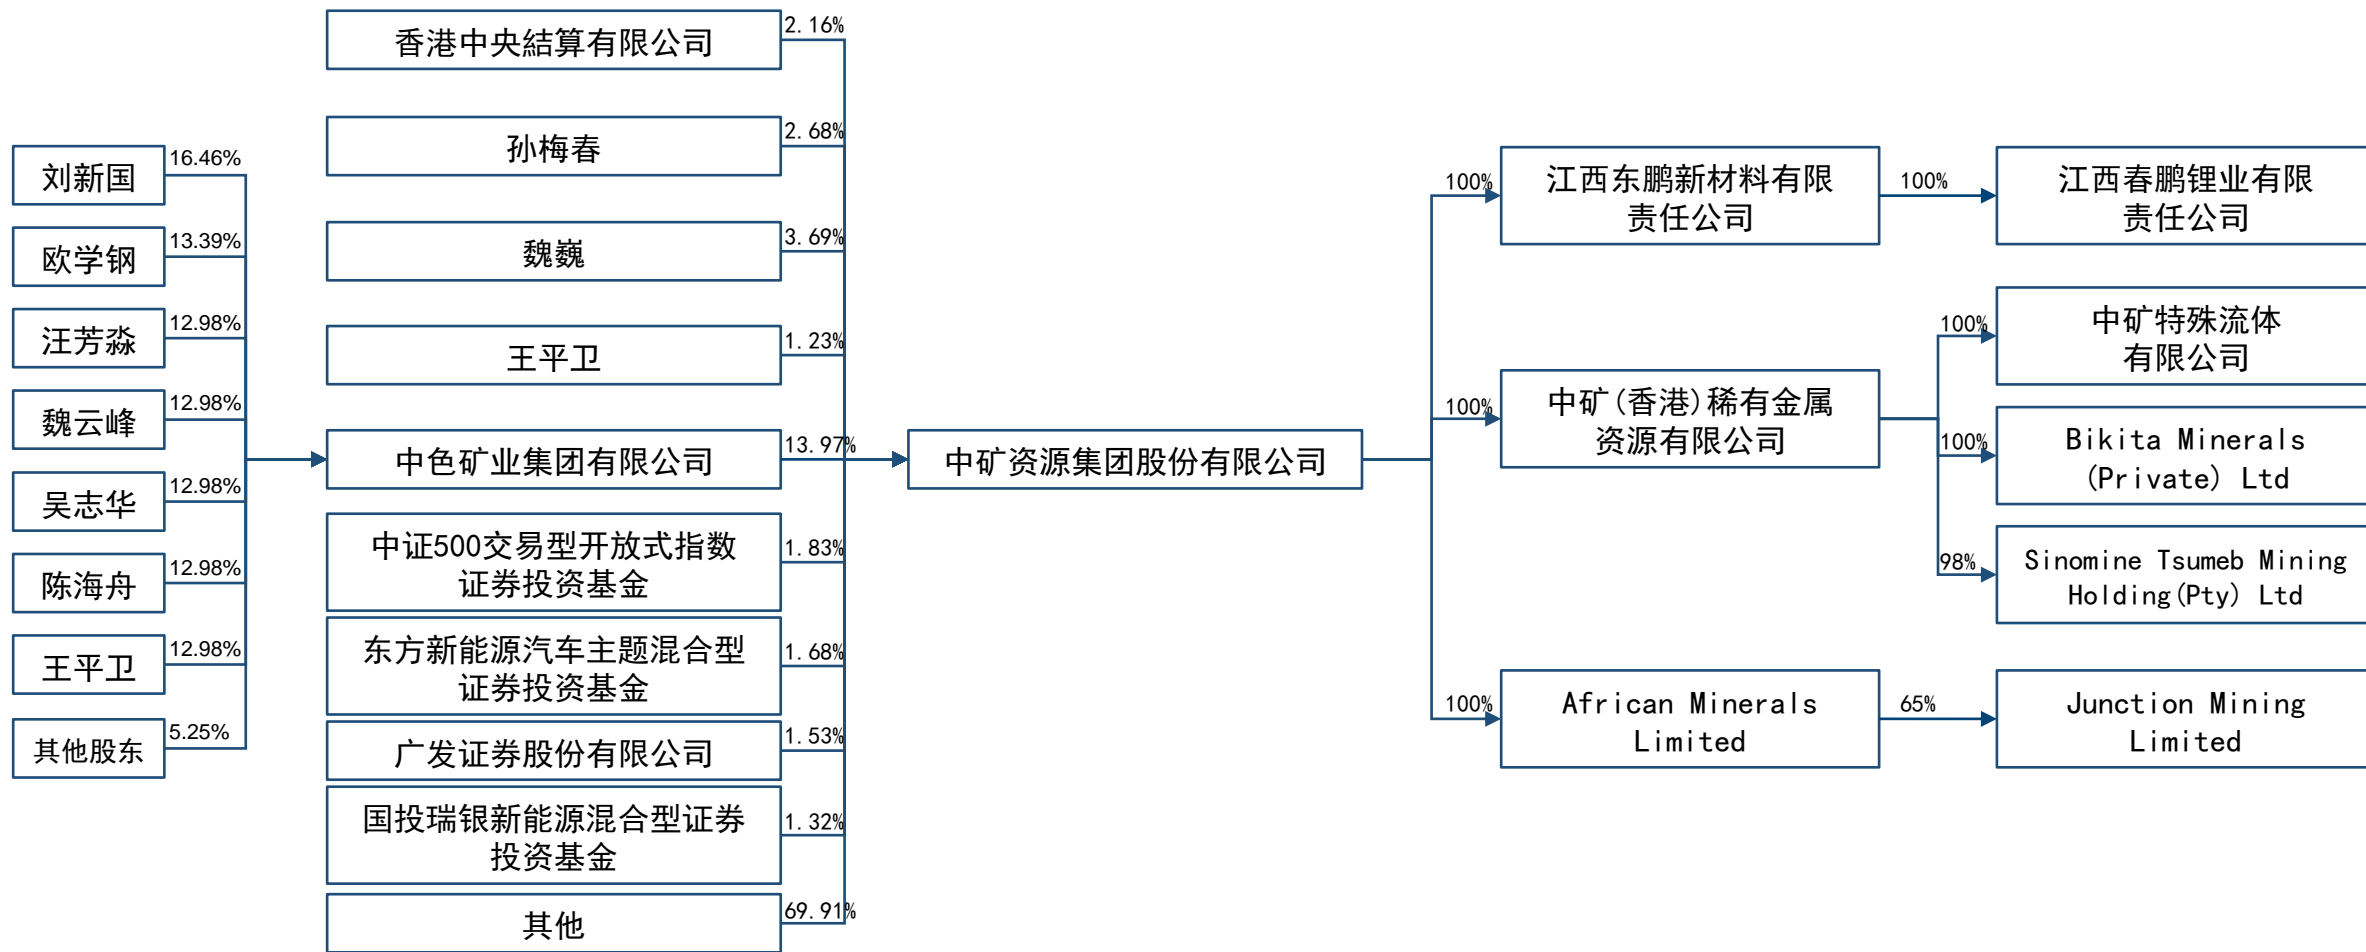 刘新国
16.46%
欧学钢
13.39%
汪芳淼
12.98%
魏云峰
12.98%
吴志华
12.98%
陈海舟
12.98%
王平卫
12.98%
其他股东
5.25%
香港中央結算有限公司
2.16%
孙梅春
2.68%
魏巍
3.69%
王平卫
1.23%
中色矿业集团有限公司
13.97%
中证500交易型开放式指数
证券投资基金
1.83%
东方新能源汽车主题混合型
证券投资基金
1.68%
广发证券股份有限公司
1.53%
国投瑞银新能源混合型证券
投资基金
1.32%
其他
69.91%
中矿资源集团股份有限公司
100%
江西东鹏新材料有限
责任公司
100%
江西春鹏锂业有限
责任公司
100%
中矿(香港)稀有金属
资源有限公司
100%
中矿特殊流体
有限公司
100%
Bikita Minerals
(Private) Ltd
98%
Sinomine Tsumeb Mining
Holding(Pty) Ltd
100%
African Minerals
Limited
65%
Junction Mining
Limited